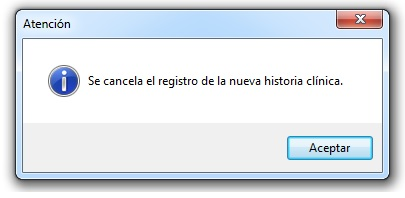 Atención
Se cancela el registro de la nueva historia clínica.
Aceptar